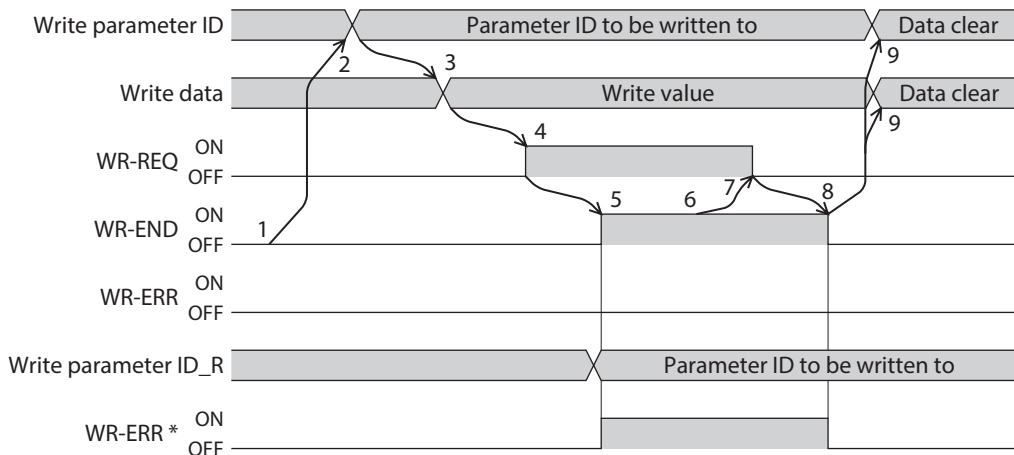 Write parameter ID Parameter ID to be written to Data clear
2 3 9
Write data Write value Data clear
4 9
WR-REQ ON OFF
5 6 7 8
WR-END ON OFF
1
WR-ERR ON OFF
Write parameter ID_R Parameter ID to be written to
WR-ERR * ON OFF